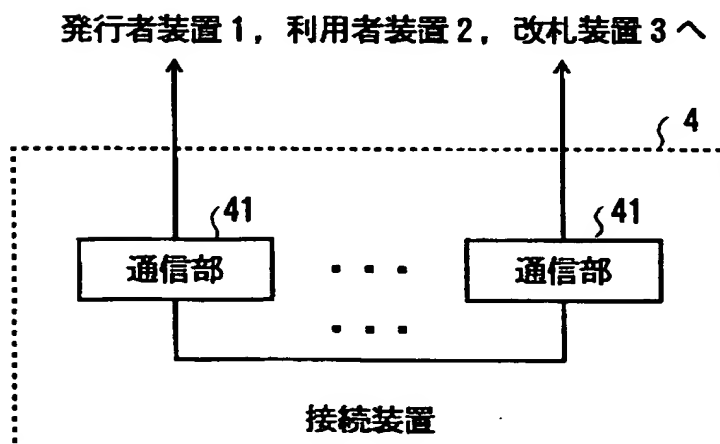 発行者装置1, 利用者装置2, 改札装置3へ
4
41
41
通信部
通信部
接続装置